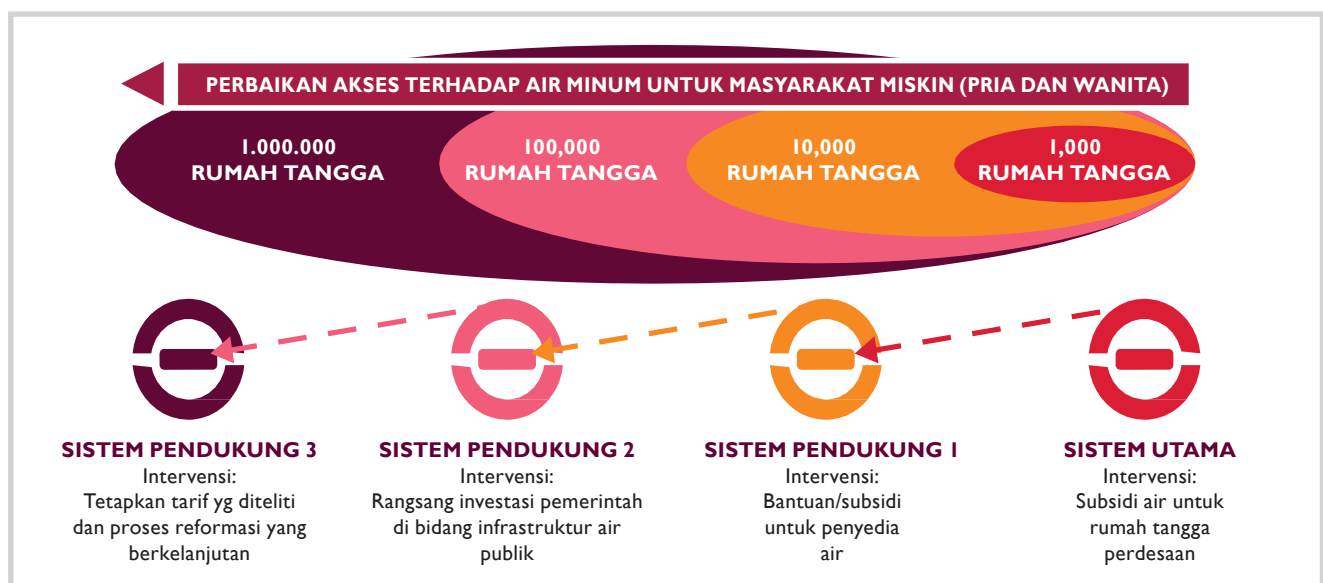 PERBAIKAN AKSES TERHADAP AIR MINUM UNTUK MASYARAKAT MISKIN (PRIA DAN WANITA)
1.000.000
RUMAH TANGGA
100,000
RUMAH TANGGA
10,000
RUMAH TANGGA
1,000
RUMAH TANGGA
SISTEM PENDUKUNG 3
Intervensi:
Tetapkan tarif yg diteliti
dan proses reformasi yang
berkelanjutan
SISTEM PENDUKUNG 2
Intervensi:
Rangsang investasi pemerintah
di bidang infrastruktur air
publik
SISTEM PENDUKUNG 1
Intervensi:
Bantuan/subsidi
untuk penyedia
air
SISTEM UTAMA
Intervensi:
Subsidi air untuk
rumah tangga
perdesaan